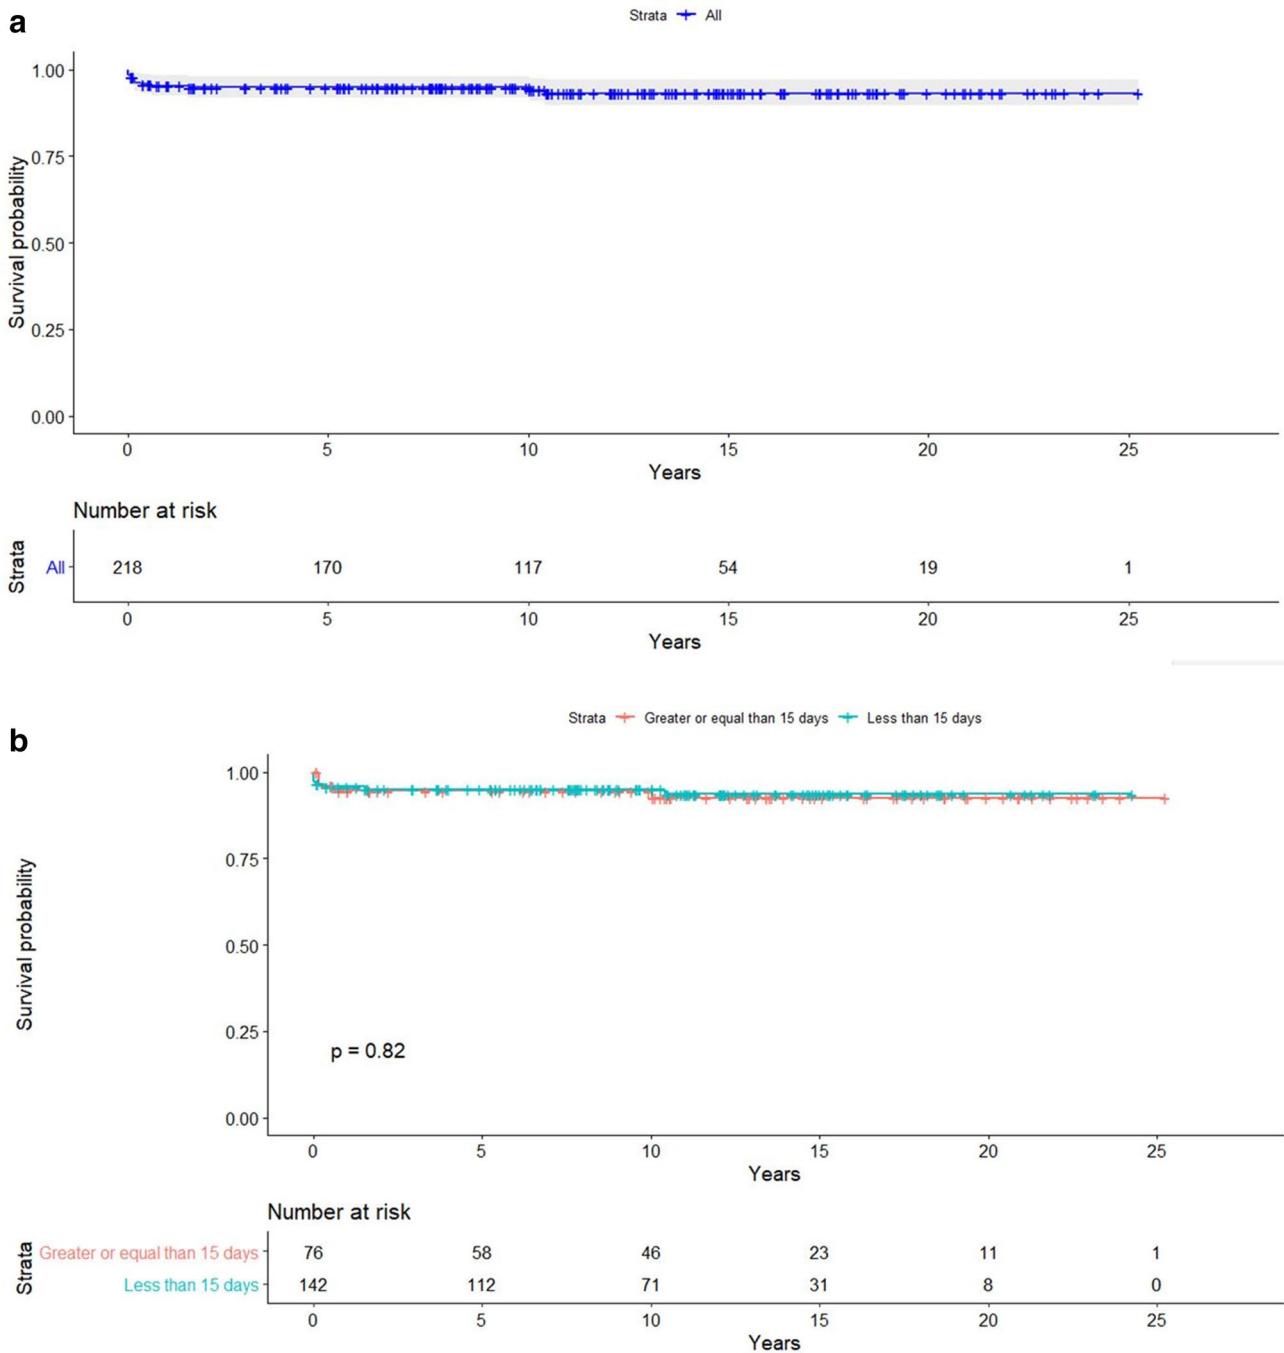 a
Strata All
1.00
0.75
0.50
0.25
0.00
Survival probability
0 5 10 15 20 25
Years
Number at risk
Strata
All 218 170 117 54 19 1
0 5 10 15 20 25
Years
b
Strata Greater or equal than 15 days Less than 15 days
1.00
0.75
0.50
0.25
0.00
Survival probability
p = 0.82
0 5 10 15 20 25
Years
Number at risk
Strata
Greater or equal than 15 days 76 58 46 23 11 1
Less than 15 days 142 112 71 31 8 0
0 5 10 15 20 25
Years